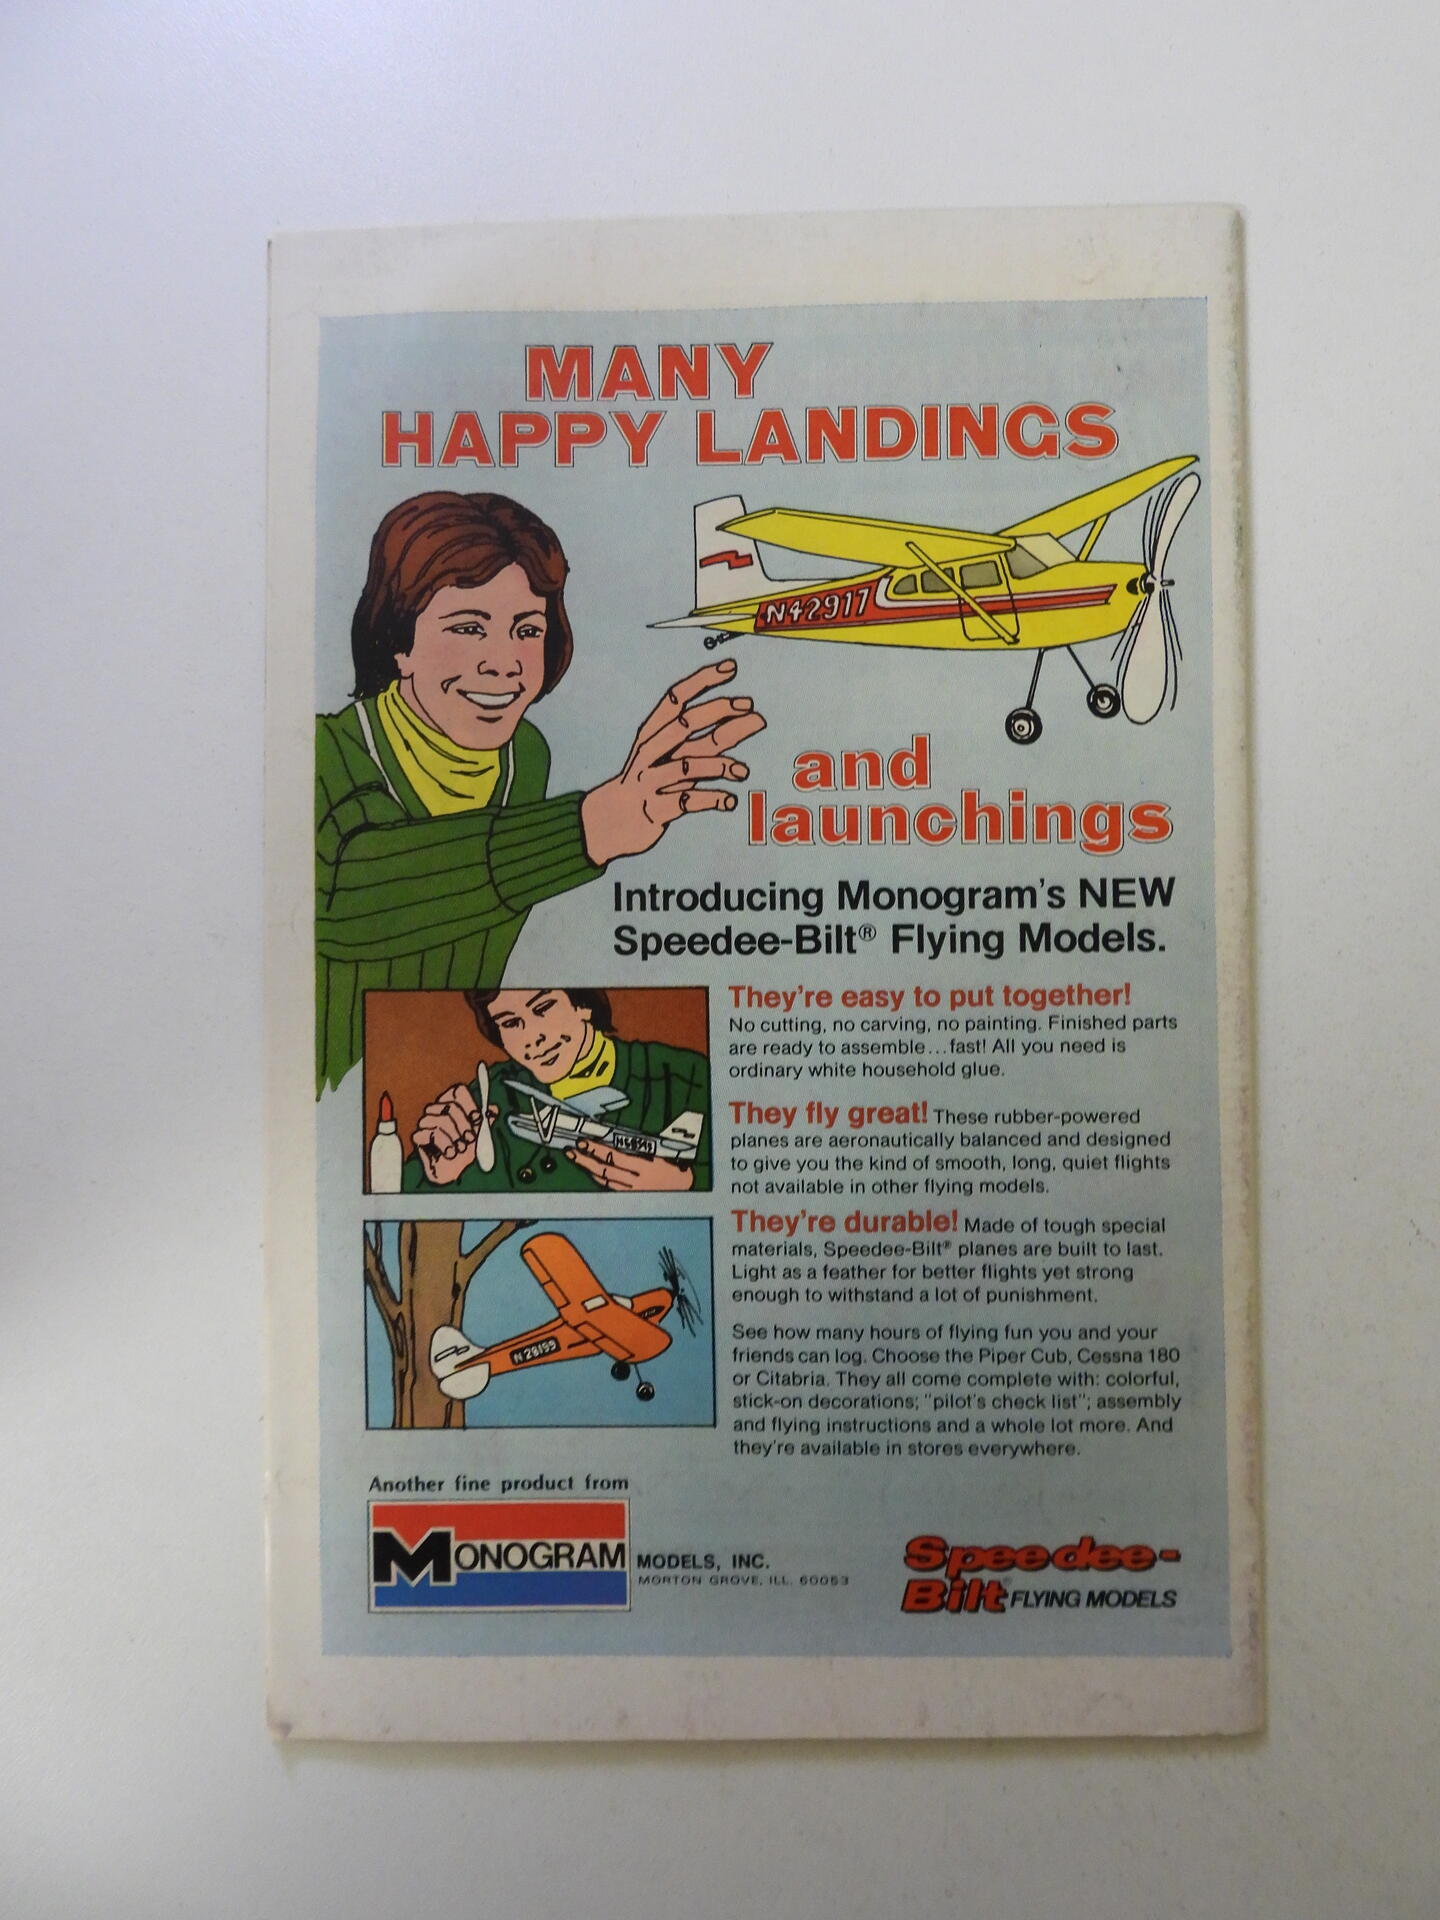 MANY
HAPPY LANDINGS
N42917
and
launchings
Introducing Monogram's NEW
Speedee-Bilt® Flying Models.
They're easy to put together!
No cutting, no carving, no painting. Finished parts
are ready to assemble...fast! All you need is
ordinary white household glue.
They fly great! These rubber-powered
planes are aeronautically balanced and designed
to give you the kind of smooth, long, quiet flights
not available in other flying models.
They're durable! Made of tough special
materials, Speedee-Bilt® planes are built to last.
Light as a feather for better flights yet strong
enough to withstand a lot of punishment.
N28199
See how many hours of flying fun you and your
friends can log. Choose the Piper Cub, Cessna 180
or Citabria. They all come complete with: colorful,
stick-on decorations; "pilot's check list"; assembly
and flying instructions and a whole lot more. And
they're available in stores everywhere.
Another fine product from
MONOGRAM MODELS, INC.
MORTON GROVE, ILL. 60053
Speedee-
Bilt® FLYING MODELS